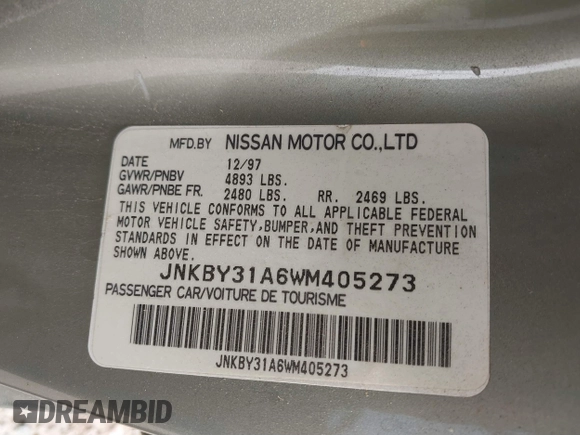 MFD.BY NISSAN MOTOR CO.,LTD
DATE 12/97
GVWR/PNBV 4893 LBS.
GAWR/PNBE FR. 2480 LBS. RR. 2469 LBS.
THIS VEHICLE CONFORMS TO ALL APPLICABLE FEDERAL
MOTOR VEHICLE SAFETY,BUMPER,AND THEFT PREVENTION
STANDARDS IN EFFECT ON THE DATE OF MANUFACTURE
SHOWN ABOVE.
JNKBY31A6WM405273
PASSENGER CAR/VOITURE DE TOURISME
JNKBY31A6WM405273
DREAMBID